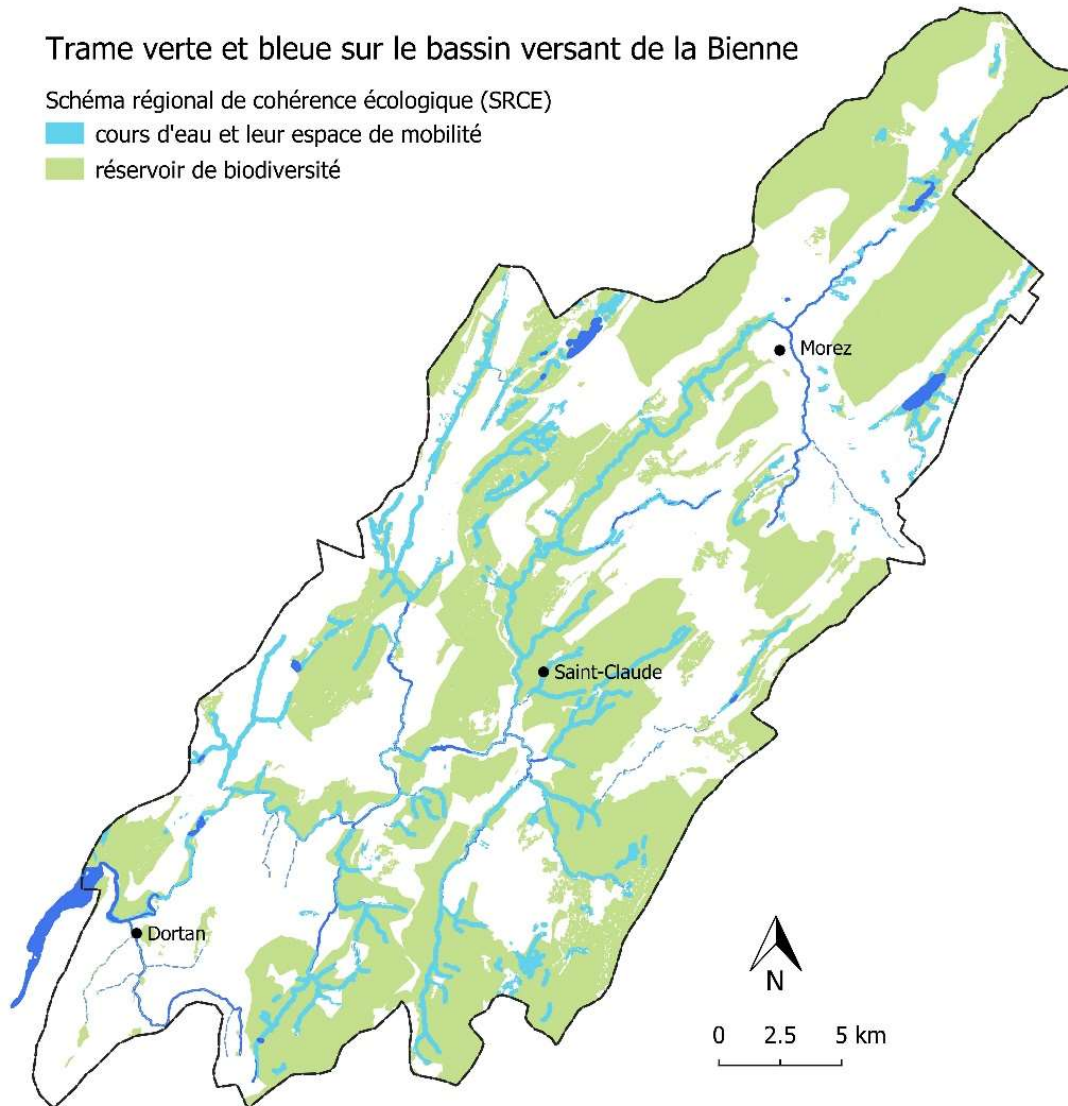 Trame verte et bleue sur le bassin versant de la Bienne
Schéma régional de cohérence écologique (SRCE)
cours d'eau et leur espace de mobilité
réservoir de biodiversité
Morez
Saint-Claude
Dortan
N
0 2.5 5 km